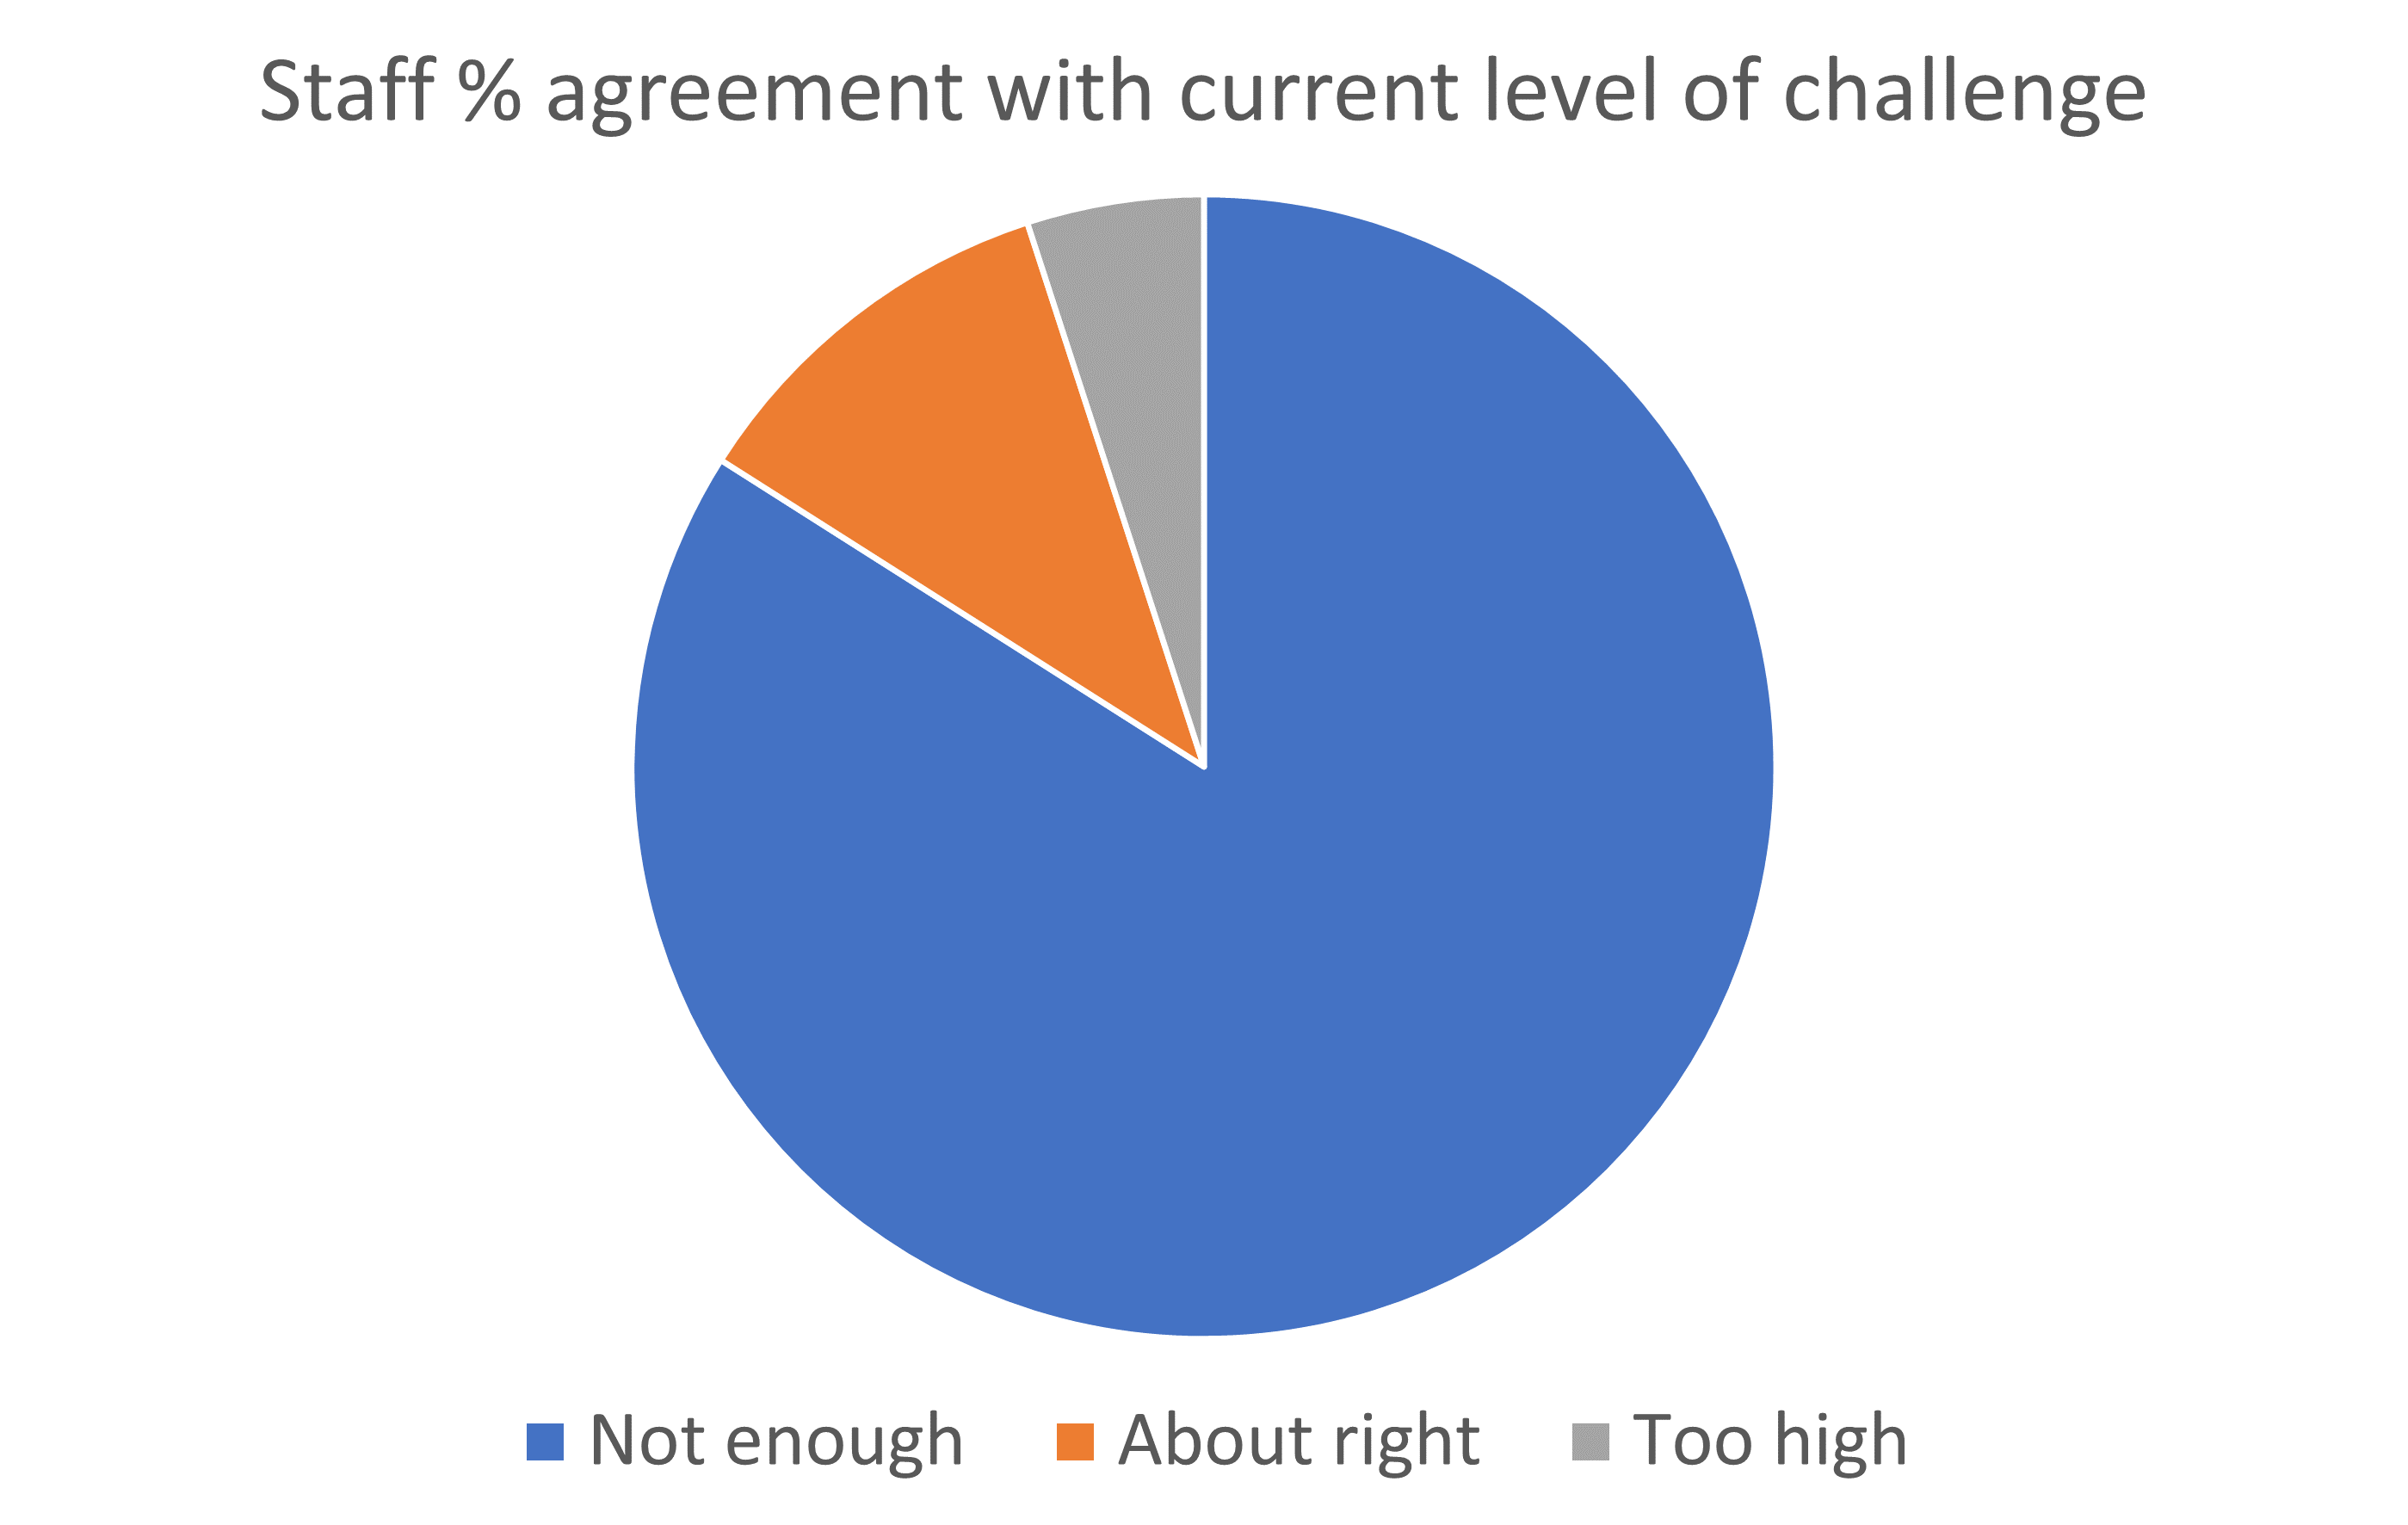 Staff % agreement with current level of challenge
Not enough About right Too high